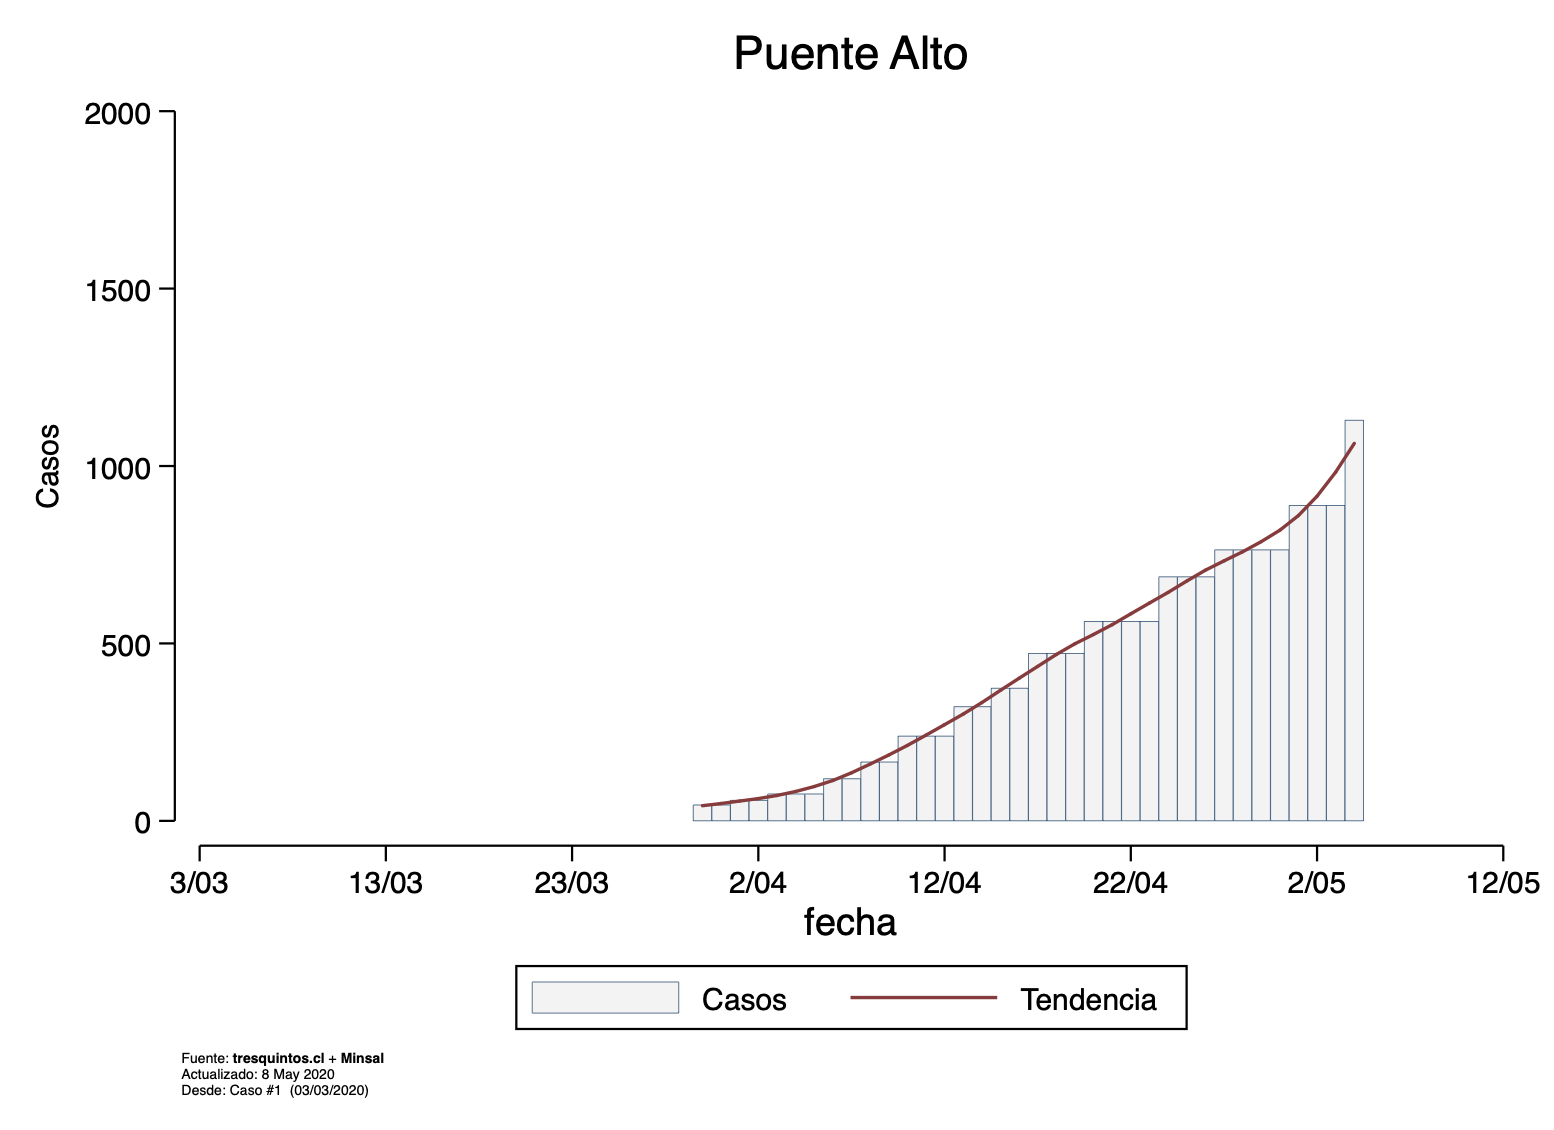 Puente Alto
2000
1500
1000
500
0
Casos
3/03 13/03 23/03 2/04 12/04 22/04 2/05 12/05
fecha
Casos Tendencia
Fuente: tresquintos.cl + Minsal
Actualizado: 8 May 2020
Desde: Caso #1 (03/03/2020)